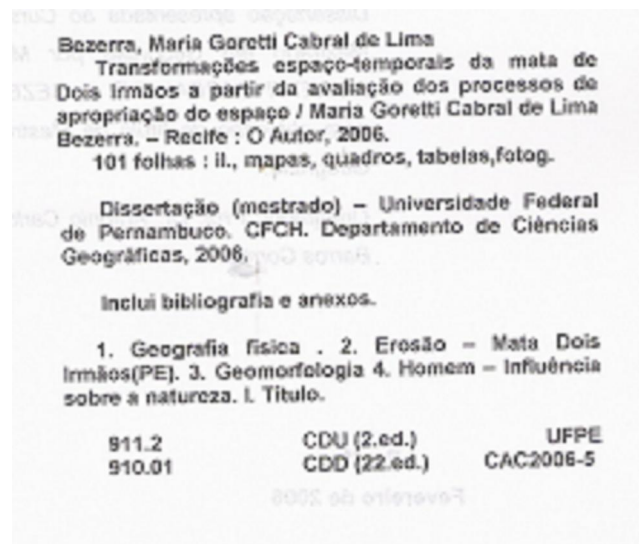 Bezerra, Maria Goretti Cabral de Lima
Transformações espaço-temporais da mata de
Dois Irmãos a partir da avaliação dos processos de
apropriação do espaço / Maria Goretti Cabral de Lima
Bezerra. – Recife : O Autor, 2006.
101 folhas : il., mapas, quadros, tabelas,fotog.
Dissertação (mestrado) – Universidade Federal
de Pernambuco. CFCH. Departamento de Ciências
Geográficas, 2006.
Inclui bibliografia e anexos.
1. Geografia física . 2. Erosão – Mata Dois
Irmãos(PE). 3. Geomorfologia 4. Homem – Influência
sobre a natureza. I. Título.
911.2 CDU (2.ed.) UFPE
910.01 CDD (22.ed.) CAC2006-5
Fevereiro de 2006